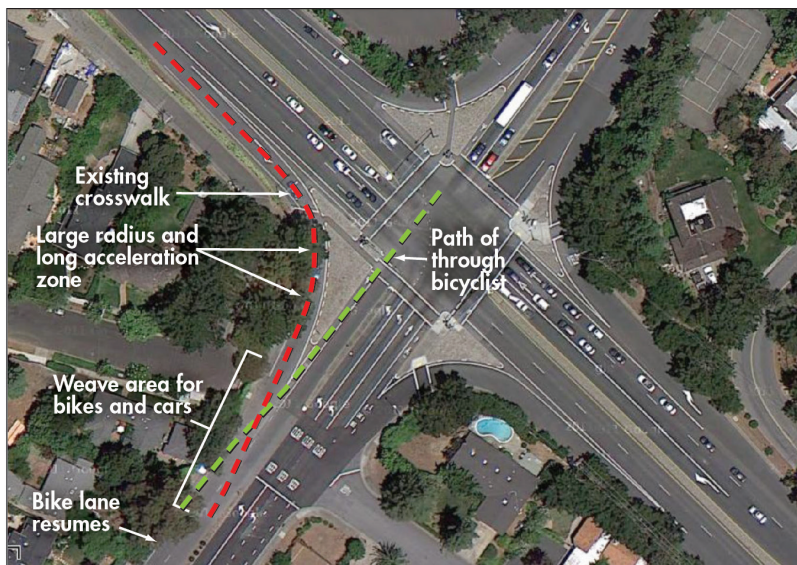 Existing
crosswalk
Large radius and
long acceleration
zone
Path of
through
bicyclist
Weave area for
bikes and cars
Bike lane
resumes